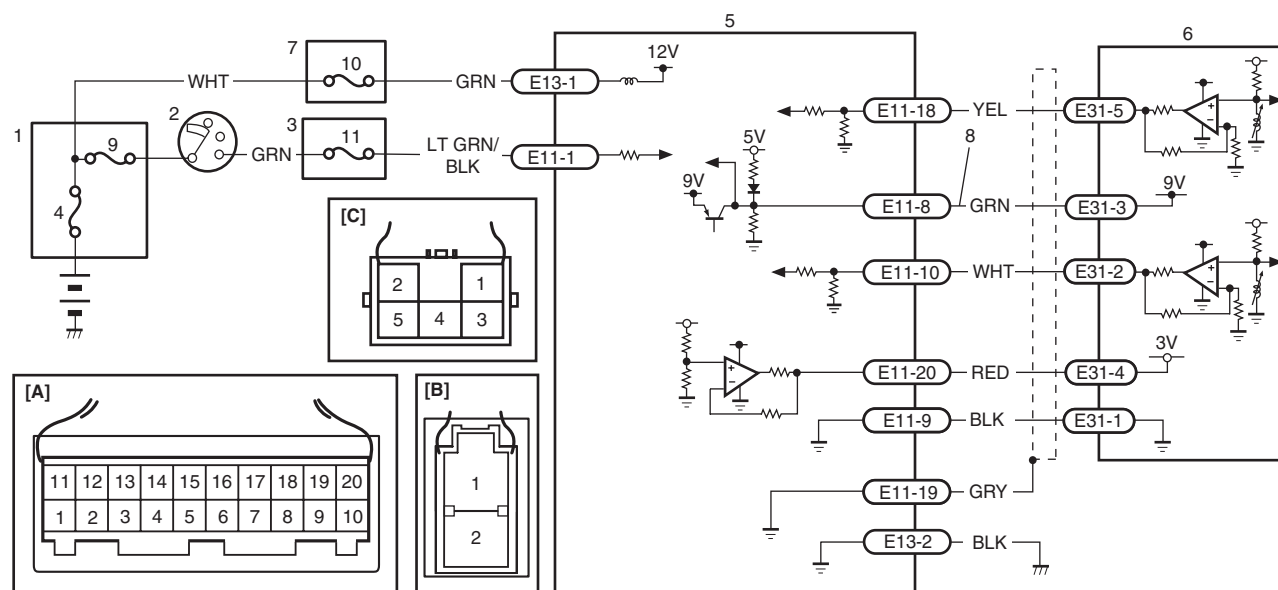 5
6
7
10
12V
WHT
GRN
E13-1
2
3
1
9
11
GRN
LT GRN/
BLK
E11-1
4
E11-18
YEL
E31-5
5V
8
9V
9V
E11-8
GRN
E31-3
E11-10
WHT
E31-2
3V
E11-20
RED
E31-4
E11-9
BLK
E31-1
E11-19
GRY
E13-2
BLK
+
−
+
−
+
−
[C]
2 1
5 4 3
[A]
11 12 13 14 15 16 17 18 19 20
1 2 3 4 5 6 7 8 9 10
[B]
1
2